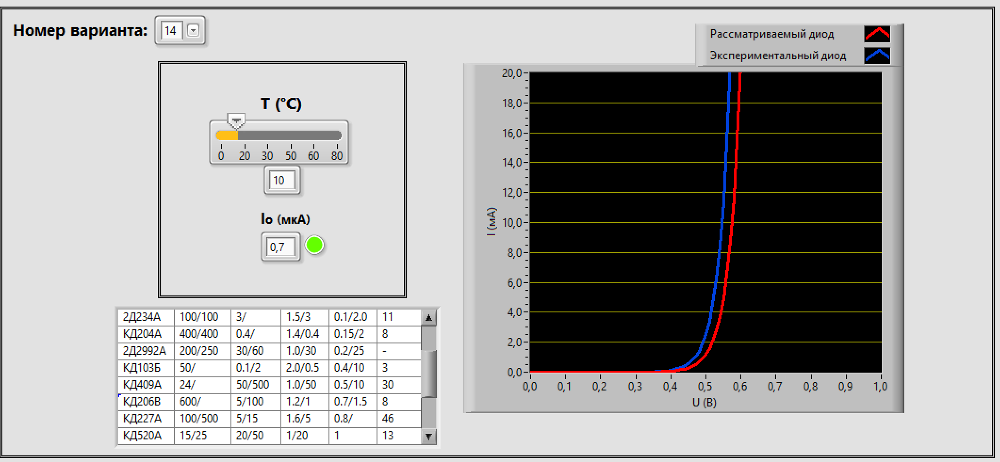 Номер варианта: 14
Рассматриваемый диод
Экспериментальный диод
T (°C)
0 20 30 50 60 80
10
Io (мкА)
0,7
2Д234А 100/100 3/ 1.5/3 0.1/2.0 11
КД204А 400/400 0.4/ 1.4/0.4 0.15/2 8
2Д2992А 200/250 30/60 1.0/30 0.2/25 -
КД103Б 50/ 0.1/2 2.0/0.5 0.4/10 3
КД409А 24/ 50/500 1.0/50 0.5/10 30
КД206В 600/ 5/100 1.2/1 0.7/1.5 8
КД227А 100/500 5/15 1.6/5 0.8/ 46
КД520А 15/25 20/50 1/20 1 13
I (мА)
20,0
18,0
16,0
14,0
12,0
10,0
8,0
6,0
4,0
2,0
0,0
0,0 0,1 0,2 0,3 0,4 0,5 0,6 0,7 0,8 0,9 1,0
U (В)